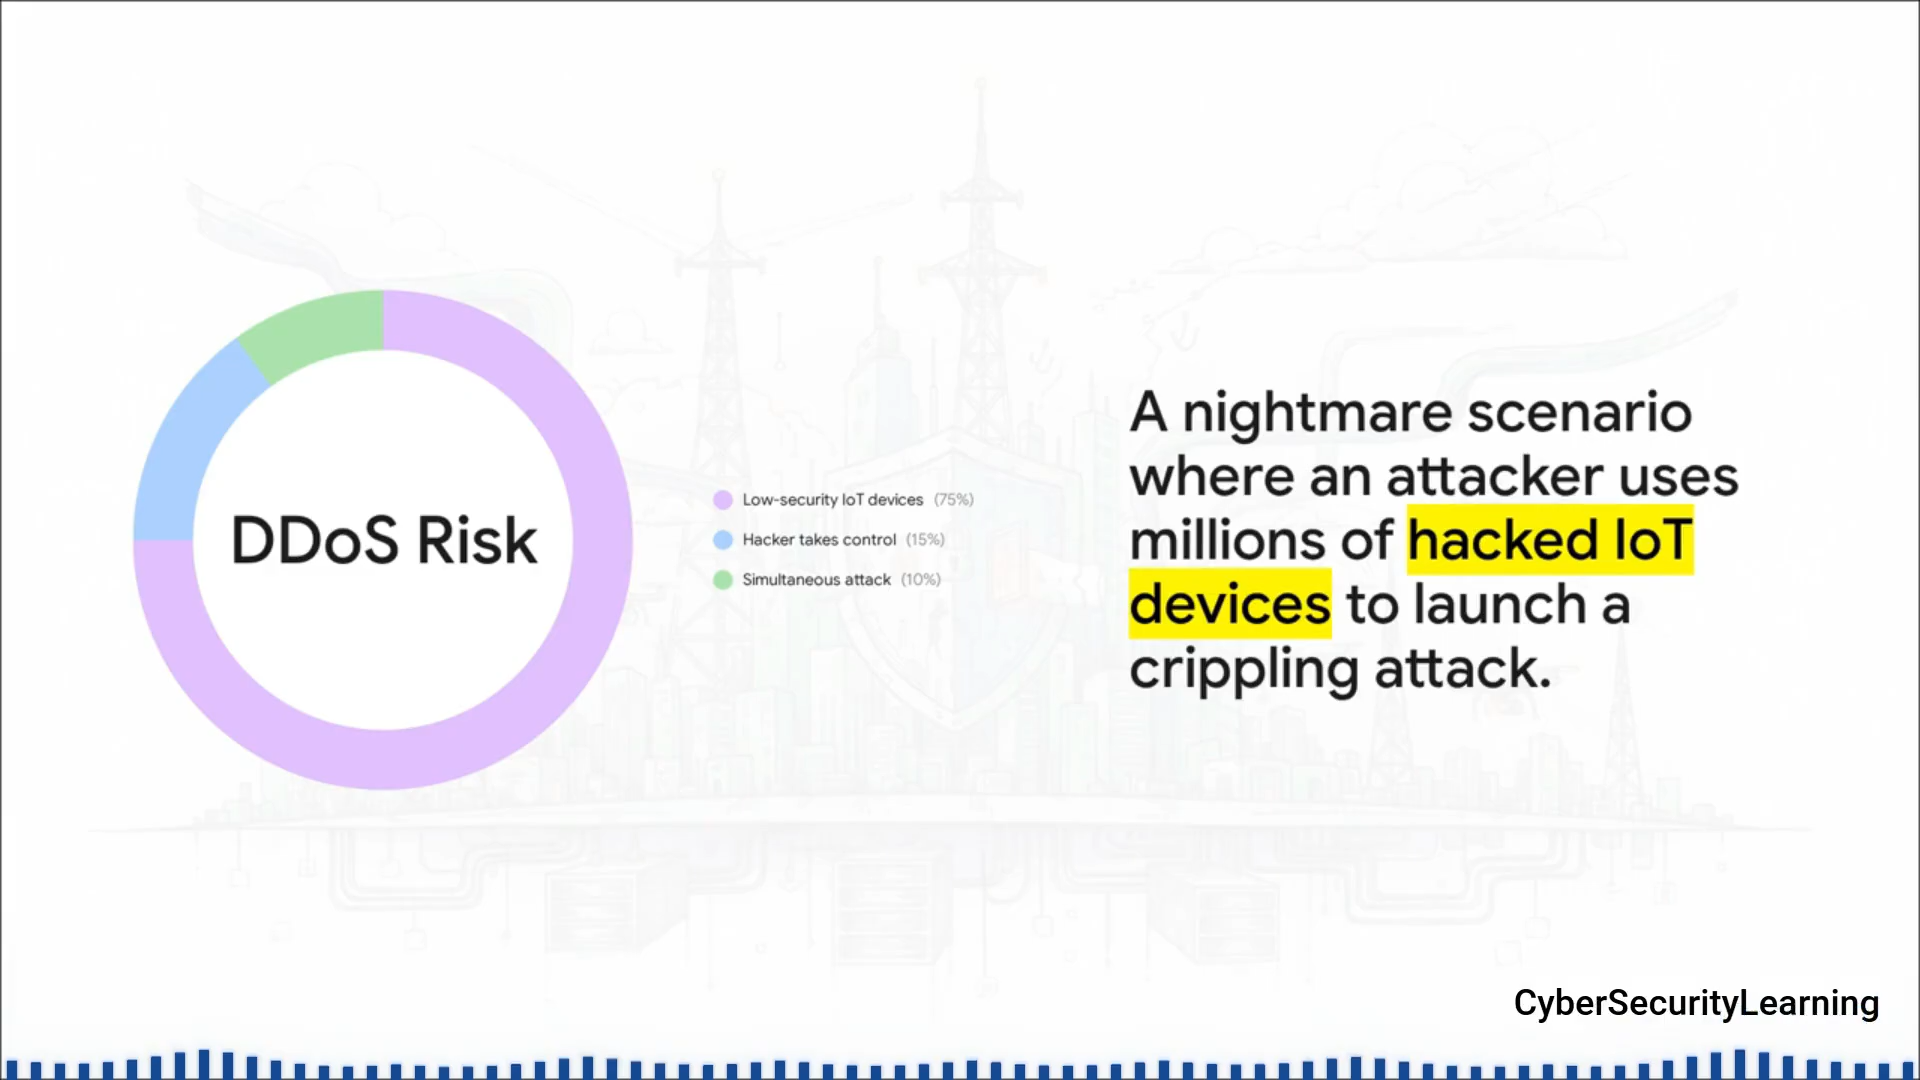 DDoS Risk
Low-security IoT devices (75%)
Hacker takes control (15%)
Simultaneous attack (10%)
A nightmare scenario
where an attacker uses
millions of hacked IoT
devices to launch a
crippling attack.
CyberSecurityLearning